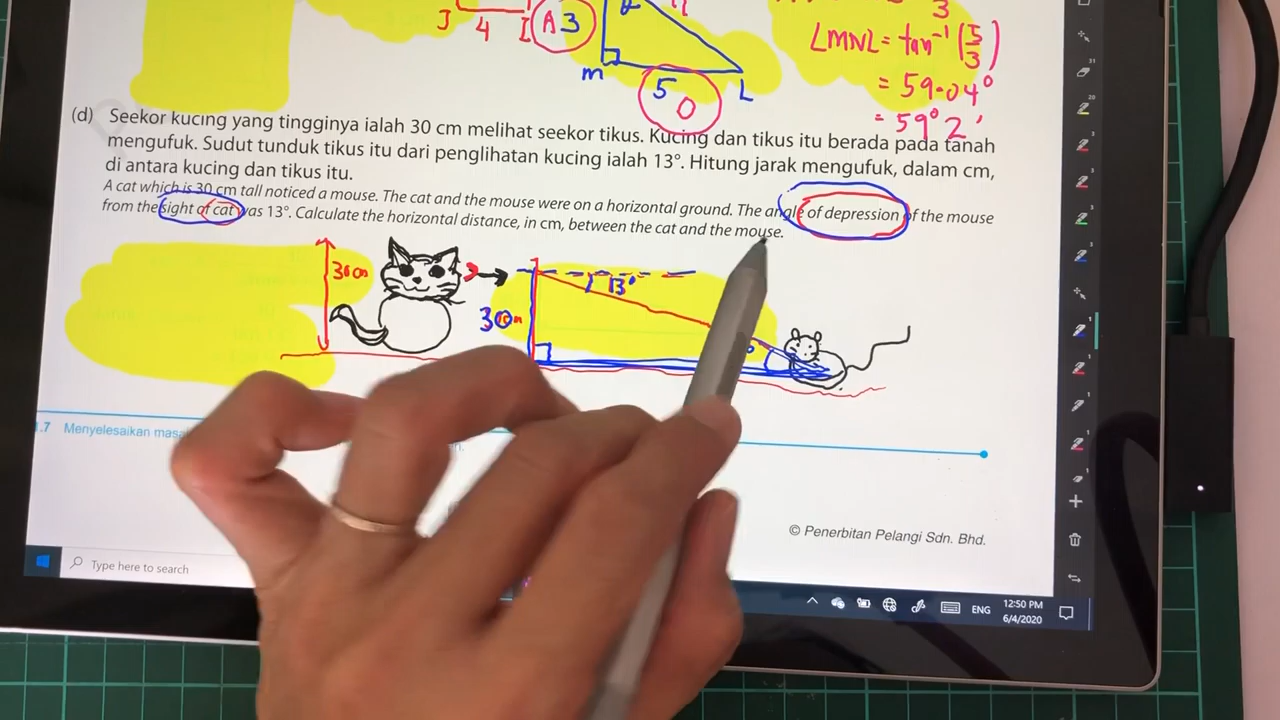 3
J 4 I A3
m 5 O L
LMNL = tan⁻¹ (5/3)
= 59.04°
= 59° 2'
(d) Seekor kucing yang tingginya ialah 30 cm melihat seekor tikus. Kucing dan tikus itu berada pada tanah
mengufuk. Sudut tunduk tikus itu dari penglihatan kucing ialah 13°. Hitung jarak mengufuk, dalam cm,
di antara kucing dan tikus itu.
A cat which is 30 cm tall noticed a mouse. The cat and the mouse were on a horizontal ground. The angle of depression of the mouse
from the sight of cat was 13°. Calculate the horizontal distance, in cm, between the cat and the mouse.
30cm
13°
30cm
.7 Menyelesaikan
© Penerbitan Pelangi Sdn. Bhd.
Type here to search
ENG
12:50 PM
6/4/2020